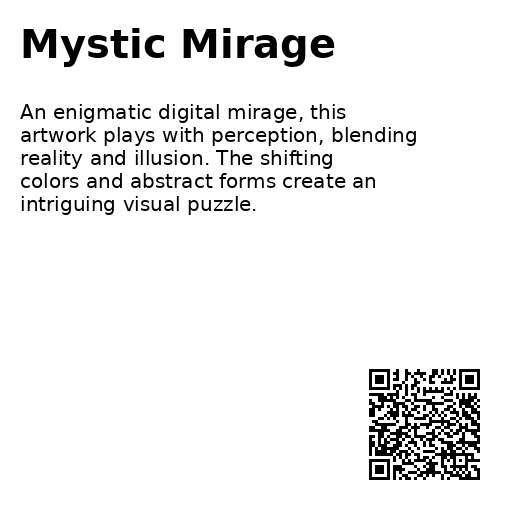 Mystic Mirage
An enigmatic digital mirage, this
artwork plays with perception, blending
reality and illusion. The shifting
colors and abstract forms create an
intriguing visual puzzle.